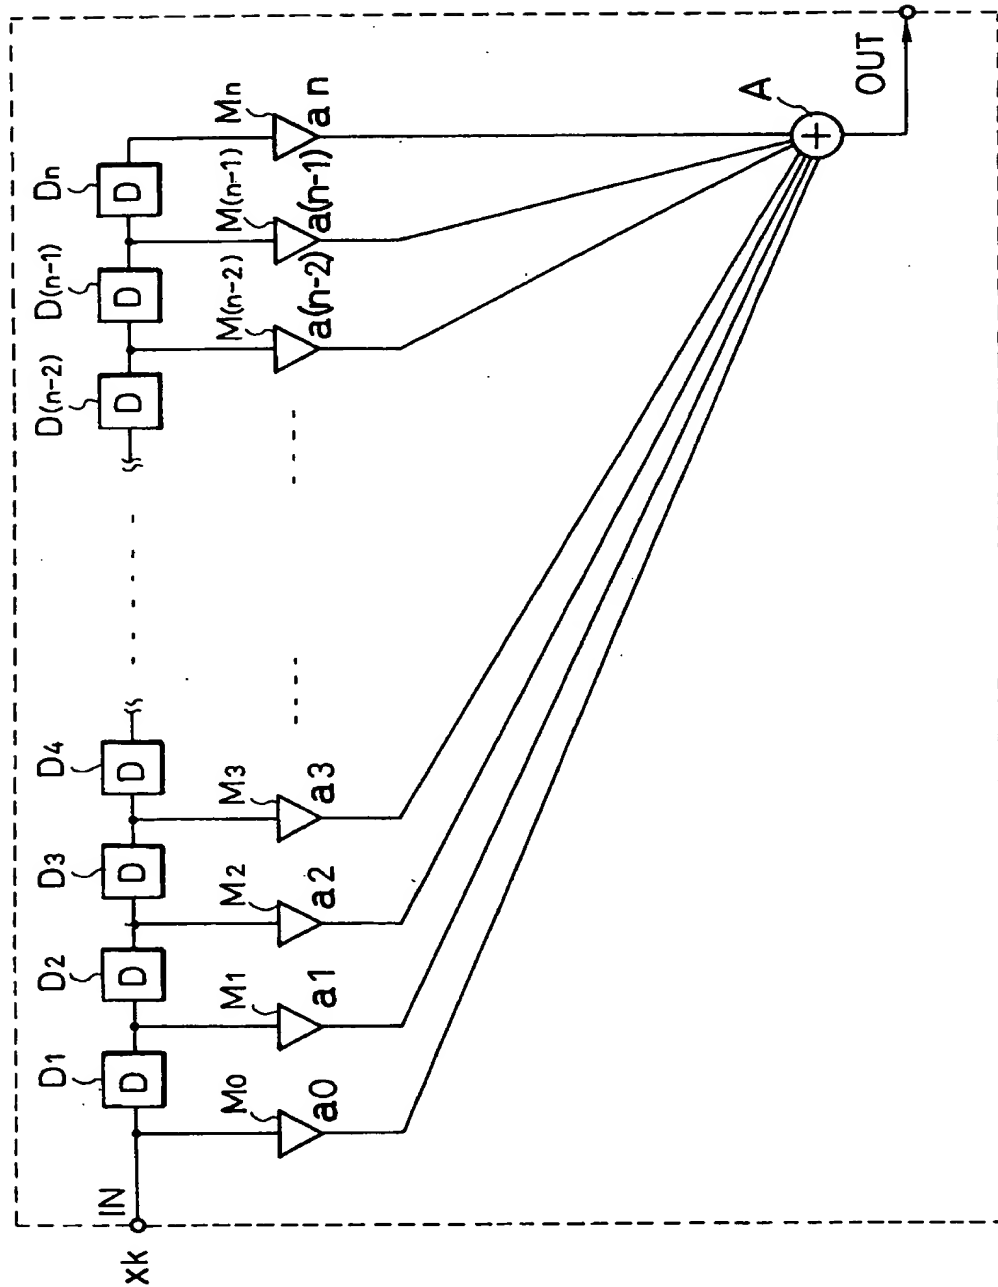 xk
IN
D1
D2
D3
D4
D(n-2)
D(n-1)
Dn
D
D
D
D
D
D
D
M0
M1
M2
M3
M(n-2)
M(n-1)
Mn
a0
a1
a2
a3
a(n-2)
a(n-1)
an
A
+
OUT